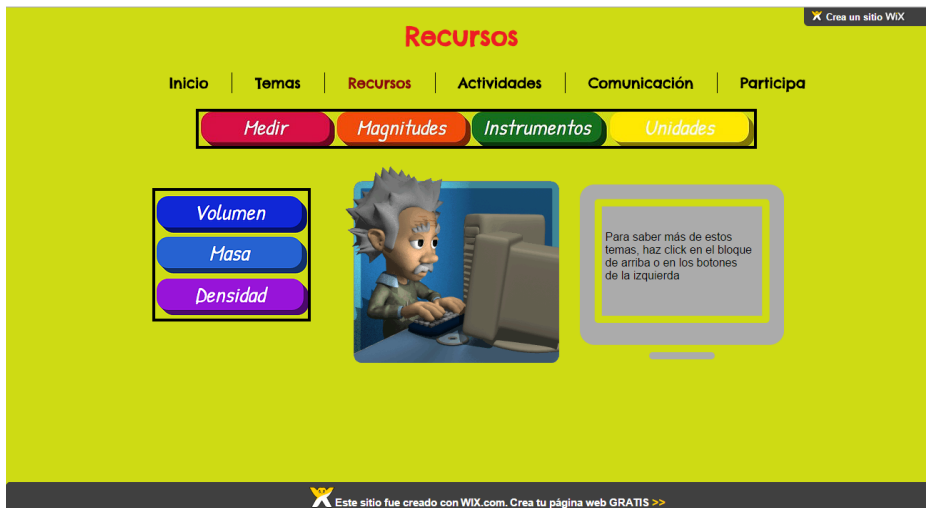 Crea un sitio WiX
Recursos
Inicio Temas Recursos Actividades Comunicación Participa
Medir Magnitudes Instrumentos Unidades
Volumen
Masa
Densidad
Para saber más de estos
temas, haz click en el bloque
de arriba o en los botones
de la izquierda
Este sitio fue creado con WIX.com. Crea tu página web GRATIS >>